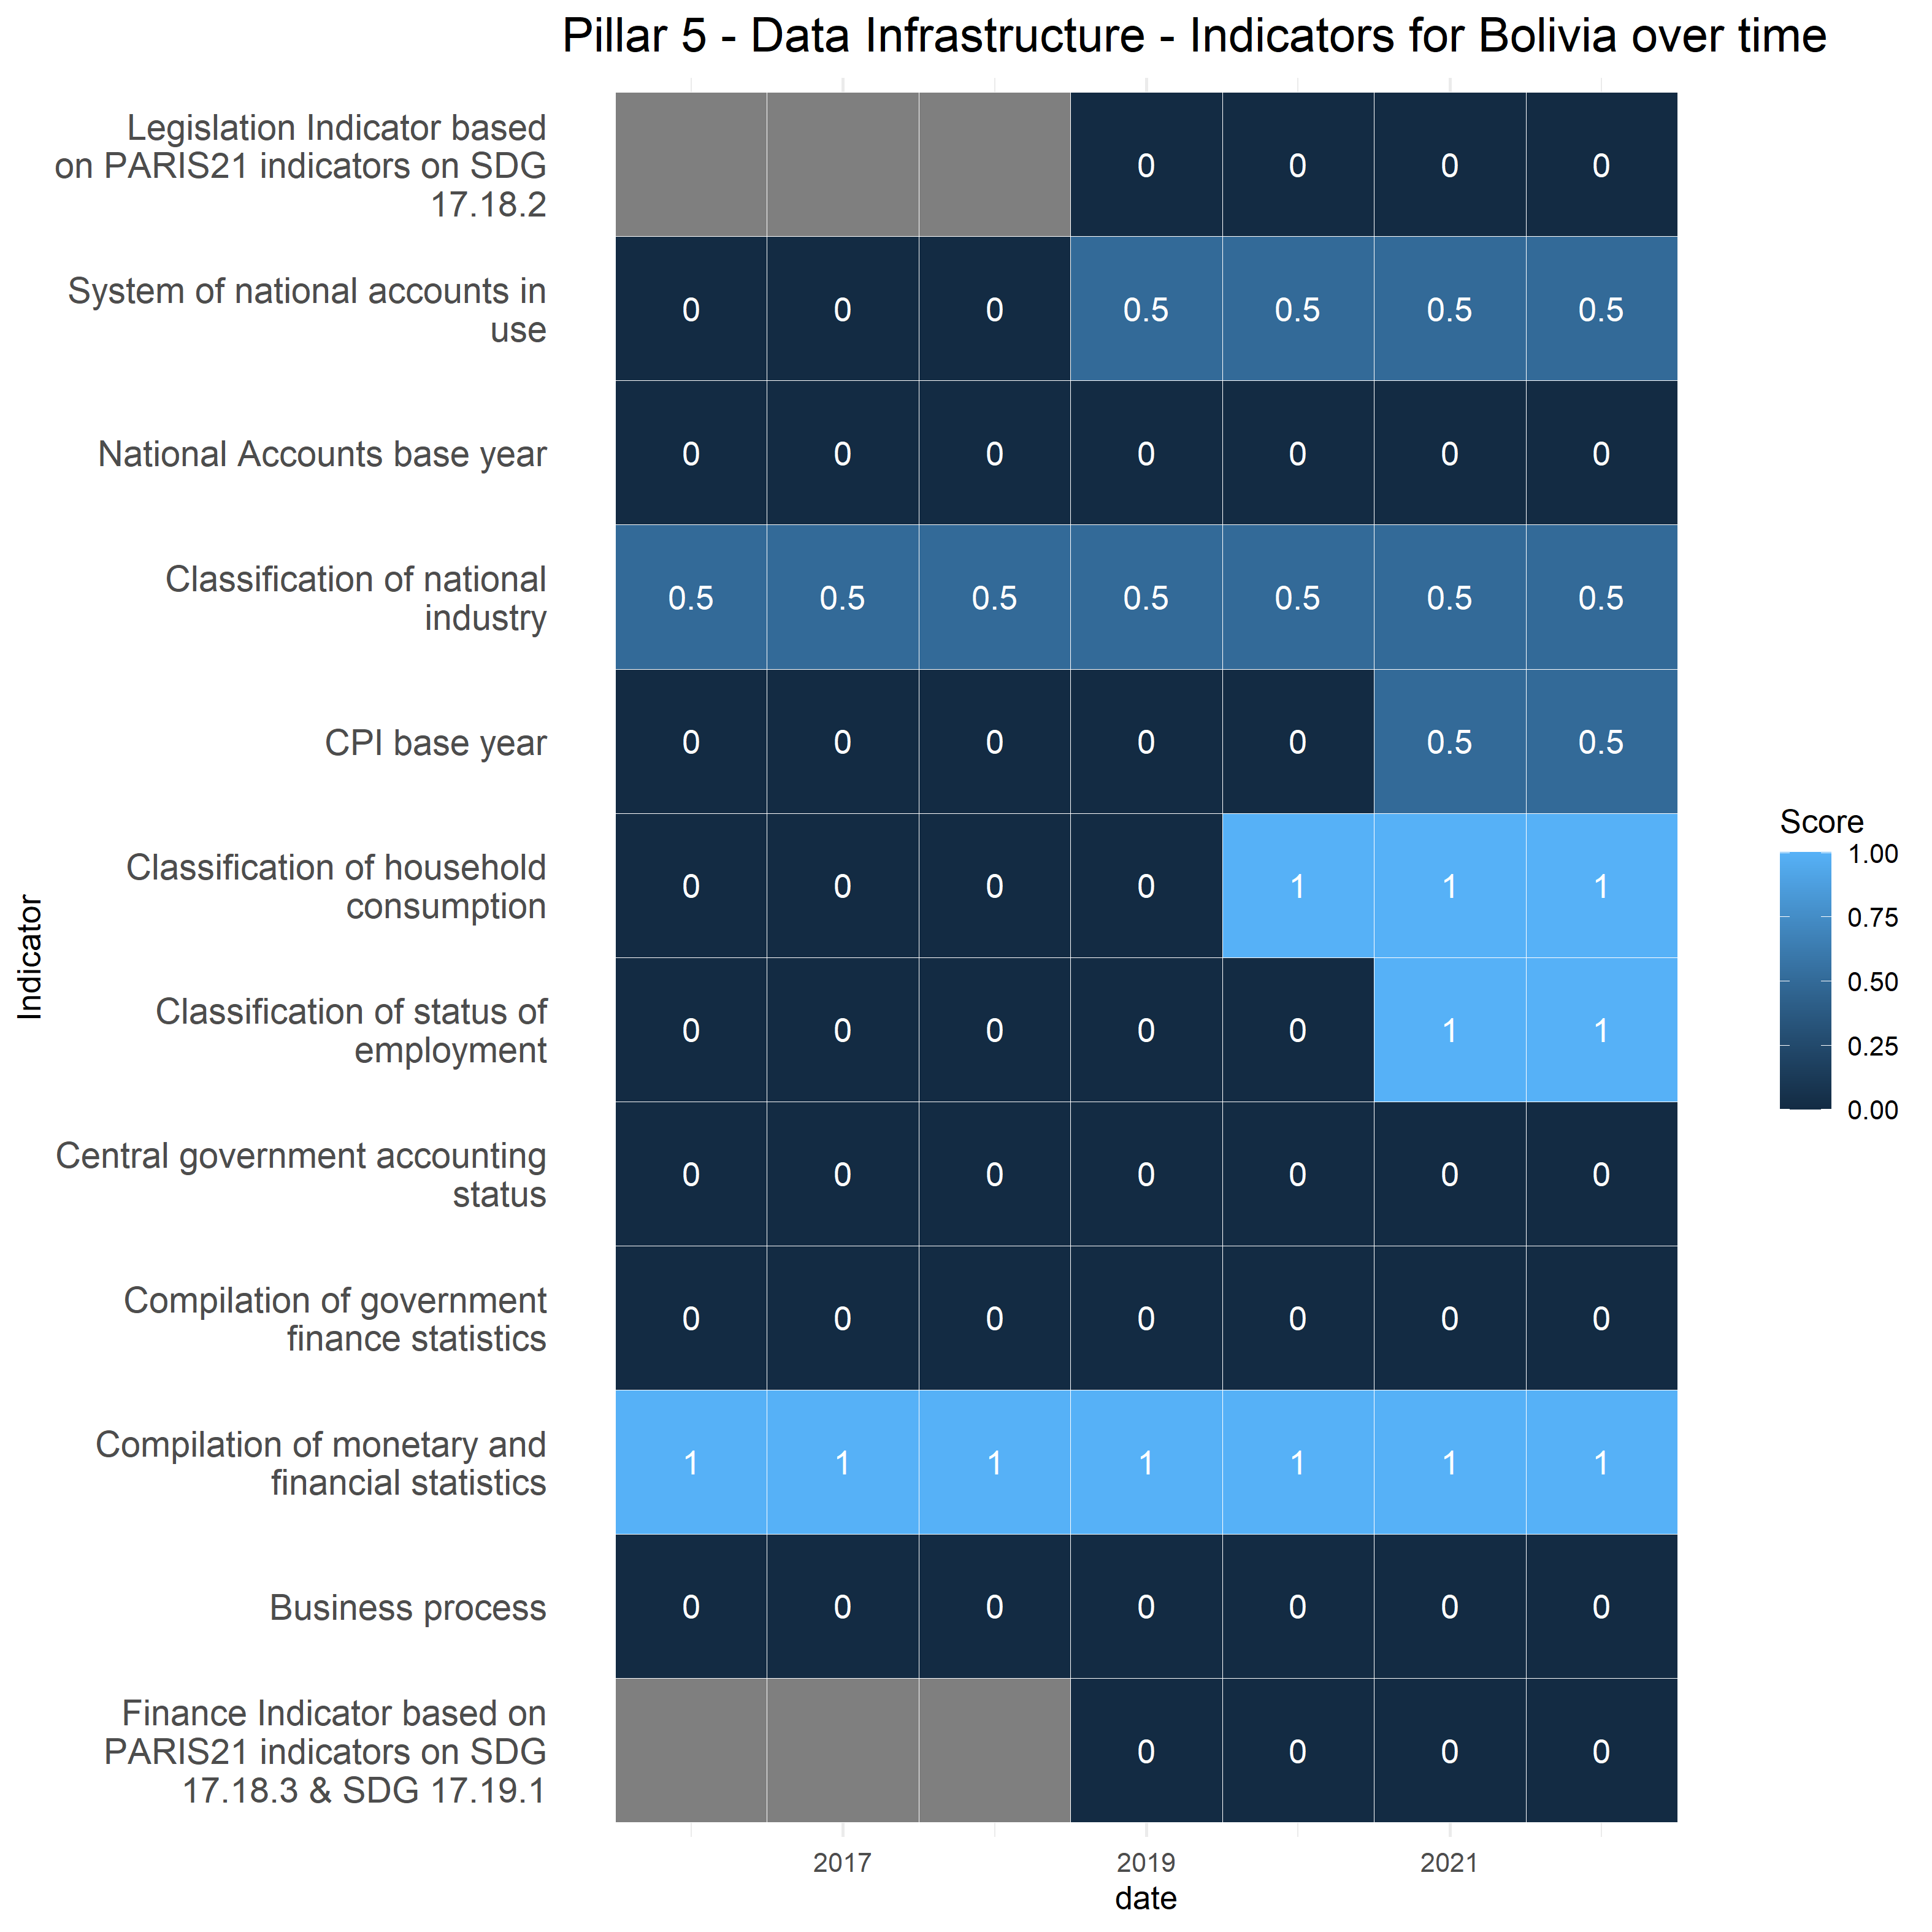 Pillar 5 - Data Infrastructure - Indicators for Bolivia over time
Indicator
Legislation Indicator based
on PARIS21 indicators on SDG
17.18.2
0 0 0 0
System of national accounts in
use
0 0 0 0.5 0.5 0.5 0.5
National Accounts base year
0 0 0 0 0 0 0
Classification of national
industry
0.5 0.5 0.5 0.5 0.5 0.5 0.5
CPI base year
0 0 0 0 0 0.5 0.5
Classification of household
consumption
0 0 0 0 1 1 1
Classification of status of
employment
0 0 0 0 0 1 1
Central government accounting
status
0 0 0 0 0 0 0
Compilation of government
finance statistics
0 0 0 0 0 0 0
Compilation of monetary and
financial statistics
1 1 1 1 1 1 1
Business process
0 0 0 0 0 0 0
Finance Indicator based on
PARIS21 indicators on SDG
17.18.3 & SDG 17.19.1
0 0 0 0
2017 2019 2021
date
Score
1.00
0.75
0.50
0.25
0.00